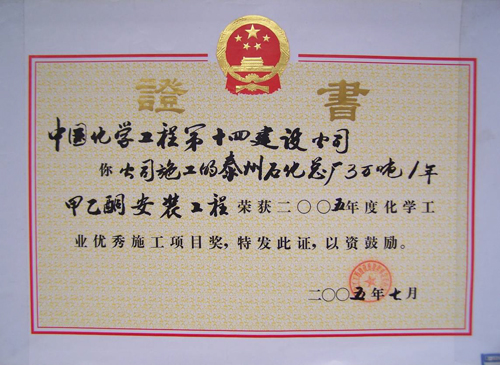 證書
中国化学工程第十四建设公司
你公司施工的泰州石化总厂3万吨/年
甲乙酮安装工程荣获二〇〇五年度化学工
业优秀施工项目奖,特发此证,以资鼓励。
二〇〇五年七月